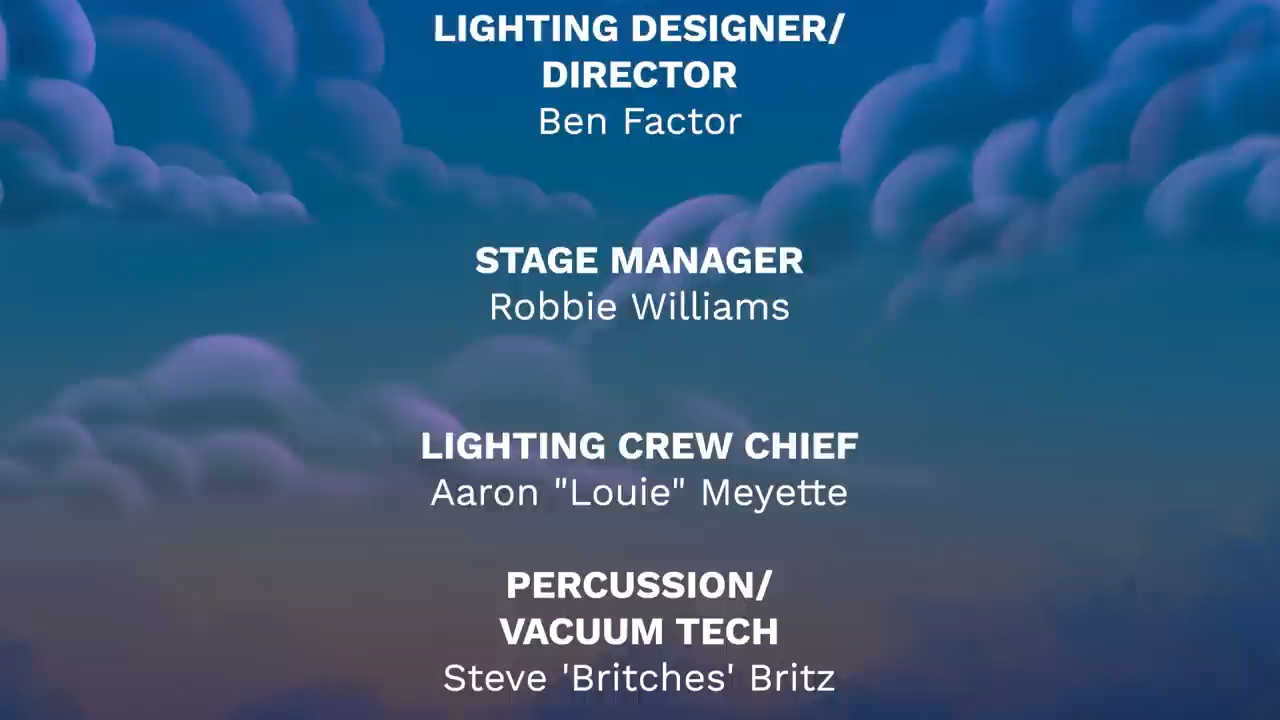 LIGHTING DESIGNER/
DIRECTOR
Ben Factor
STAGE MANAGER
Robbie Williams
LIGHTING CREW CHIEF
Aaron "Louie" Meyette
PERCUSSION/
VACUUM TECH
Steve 'Britches' Britz